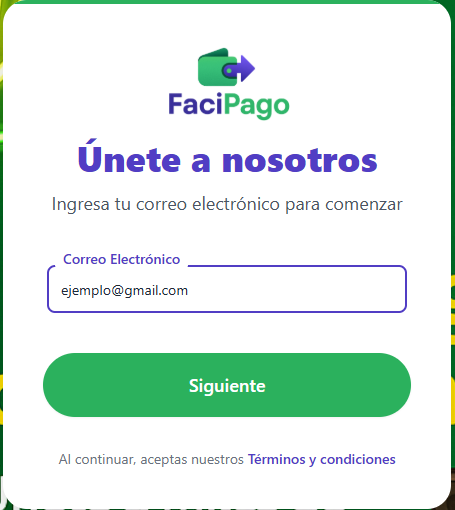 FaciPago
Únete a nosotros
Ingresa tu correo electrónico para comenzar
Correo Electrónico
ejemplo@gmail.com
Siguiente
Al continuar, aceptas nuestros Términos y condiciones